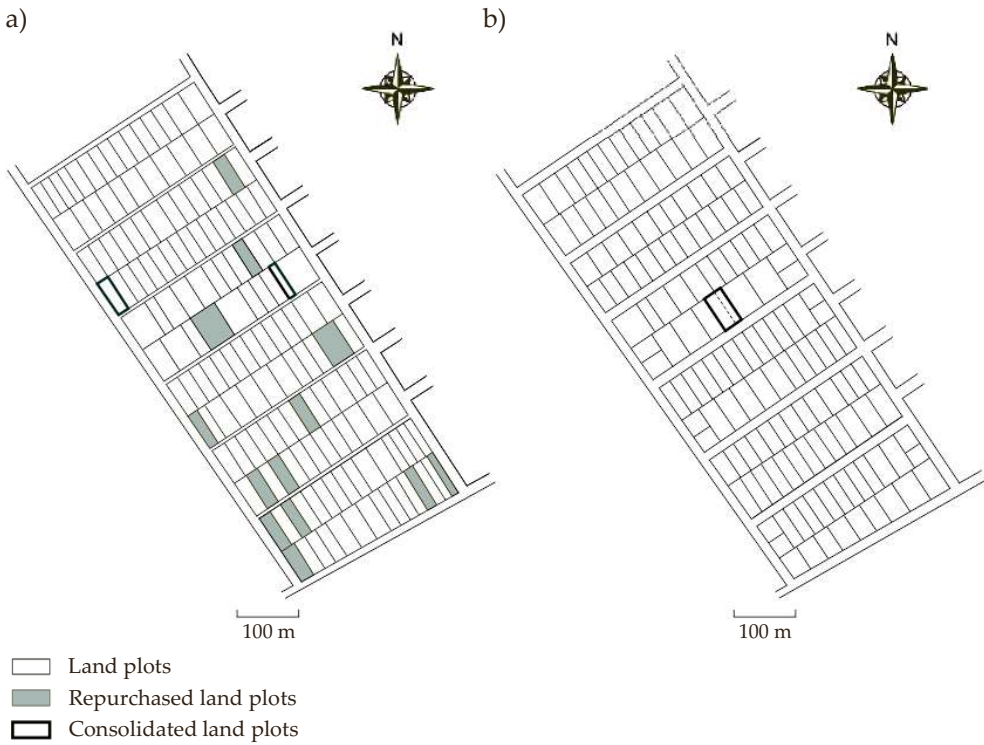 a)
b)
N
N
100 m
100 m
Land plots
Repurchased land plots
Consolidated land plots